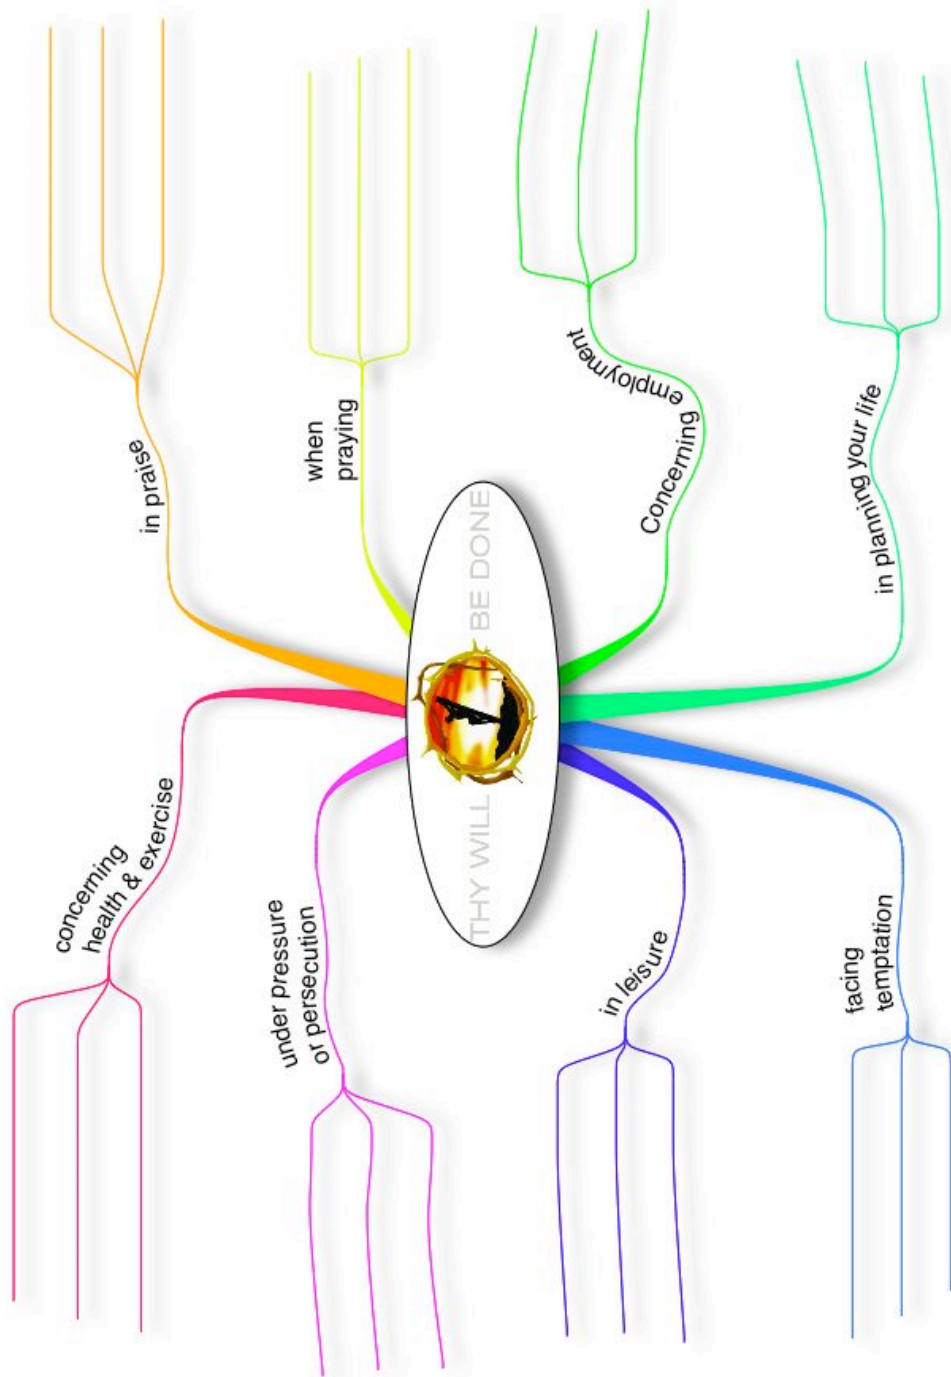 THY WILL BE DONE
in praise
when
praying
Concerning employment
in planning your life
concerning
health & exercise
under pressure
or persecution
in leisure
facing
temptation